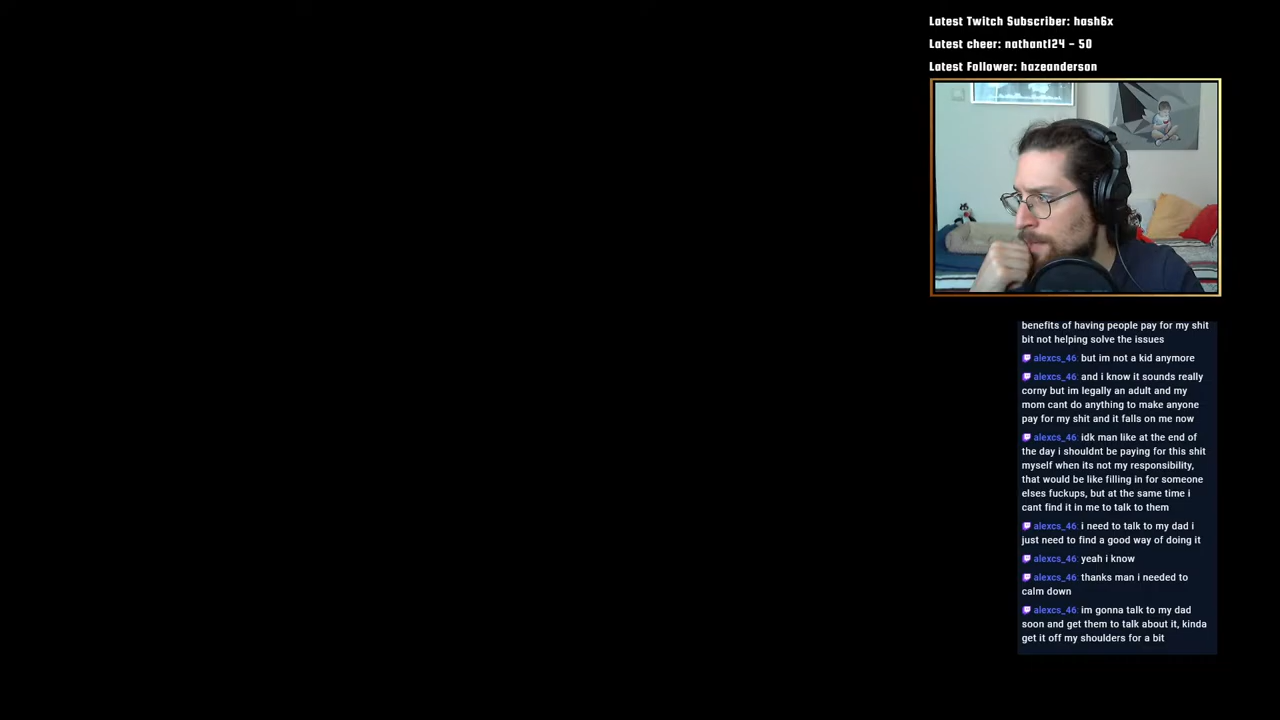 Latest Twitch Subscriber: hash6x
Latest cheer: nathant124 - 50
Latest Follower: hazeanderson
benefits of having people pay for my shit
bit not helping solve the issues
alexcs_46: but im not a kid anymore
alexcs_46: and i know it sounds really
corny but im legally an adult and my
mom cant do anything to make anyone
pay for my shit and it falls on me now
alexcs_46: idk man like at the end of
the day i shouldnt be paying for this shit
myself when its not my responsibility,
that would be like filling in for someone
elses fuckups, but at the same time i
cant find it in me to talk to them
alexcs_46: i need to talk to my dad i
just need to find a good way of doing it
alexcs_46: yeah i know
alexcs_46: thanks man i needed to
calm down
alexcs_46: im gonna talk to my dad
soon and get them to talk about it, kinda
get it off my shoulders for a bit